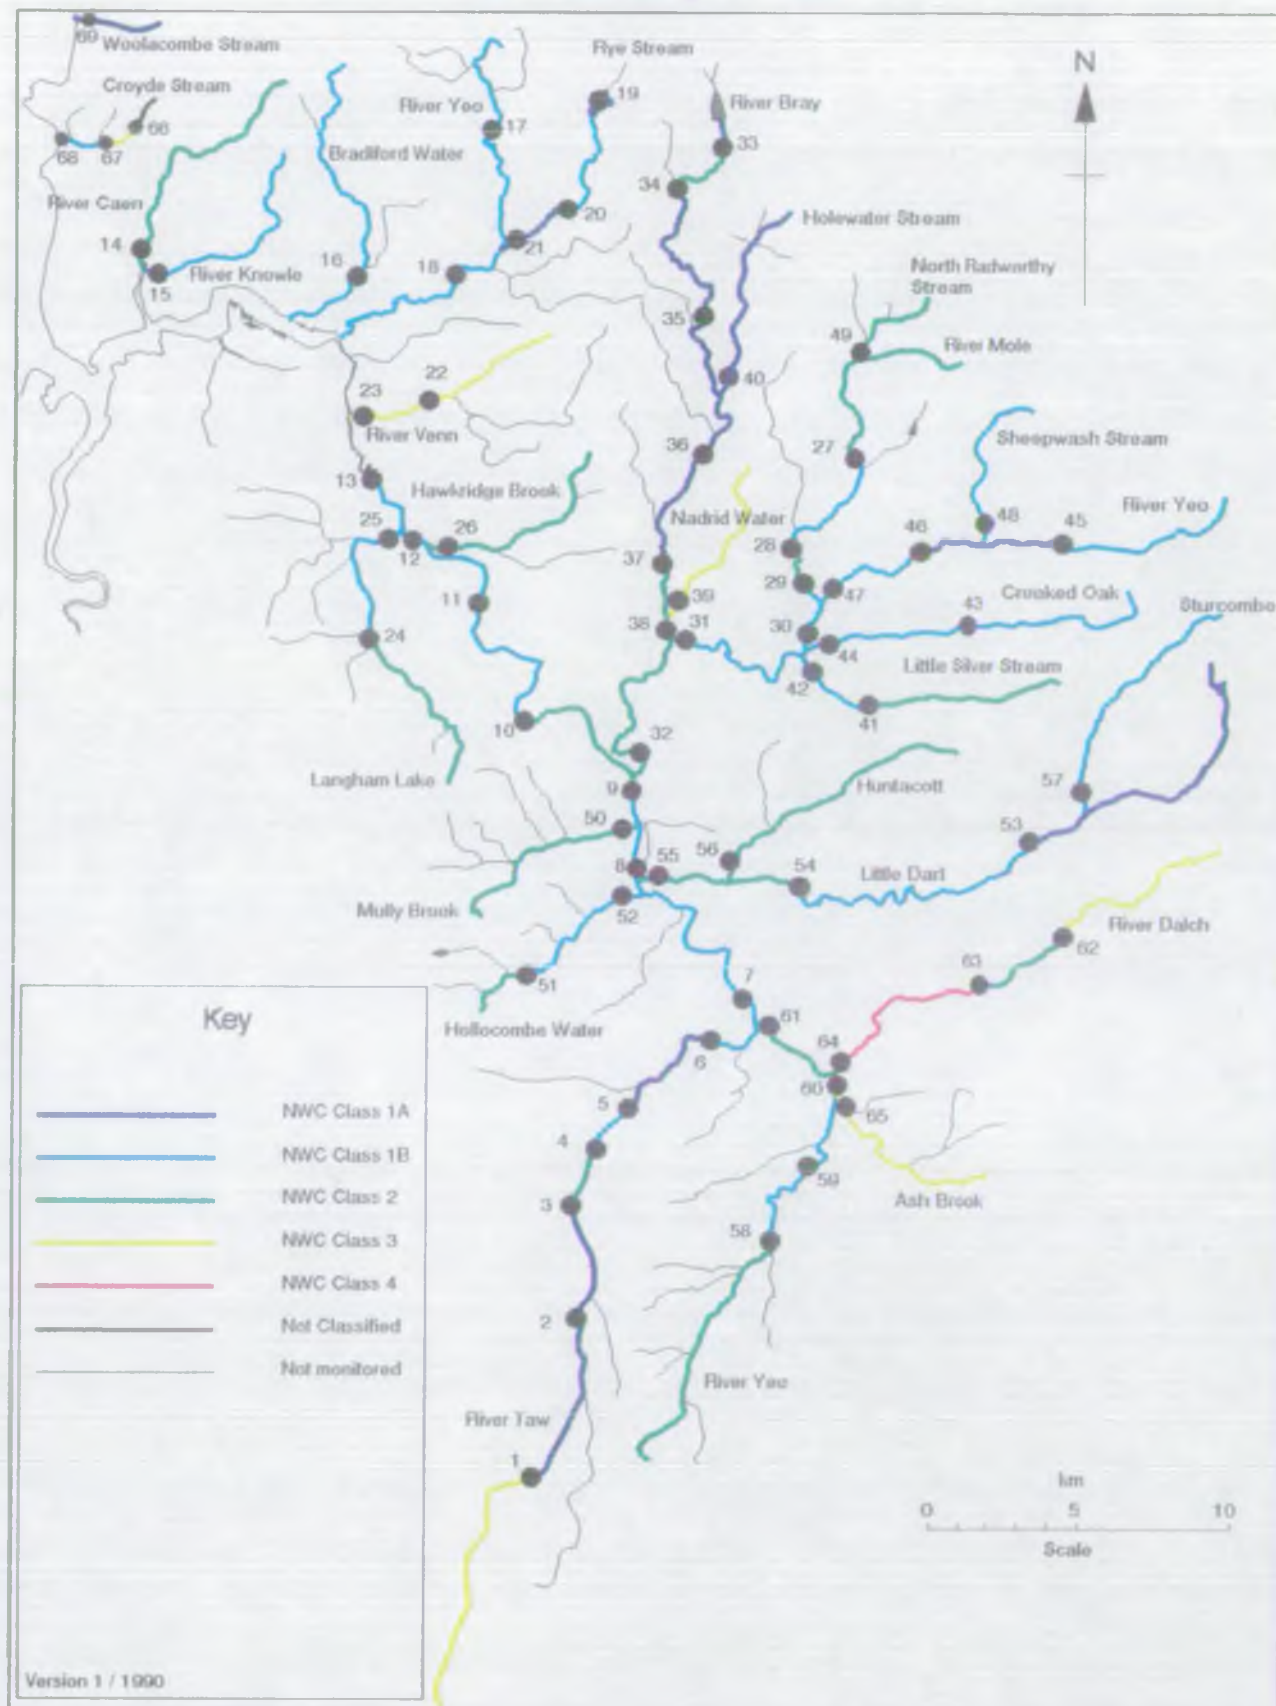 69
Woolacombe Stream
Croyde Stream
66
68
67
River Caen
14
15
River Knowle
Bradiford Water
16
River Yeo
17
Rye Stream
19
20
21
18
River Bray
33
34
N
Holewater Stream
35
40
36
North Radworthy
Stream
49
River Mole
27
22
23
River Venn
13
Hawkridge Brook
25
12
26
Nadrid Water
28
29
Sheepwash Stream
48
46
45
River Yeo
47
37
39
38
31
30
44
43
Crooked Oak
Sturcombe
42
41
Little Silver Stream
11
24
10
32
Langham Lake
9
50
Huntacott
57
53
8
55
56
54
Little Dart
Mully Brook
52
River Dalch
62
63
51
7
61
Hollocombe Water
6
64
60
65
5
4
59
Ash Brook
3
58
2
River Yeo
River Taw
1
Key
NWC Class 1A
NWC Class 1B
NWC Class 2
NWC Class 3
NWC Class 4
Not Classified
Not monitored
km
0 5 10
Scale
Version 1 / 1990